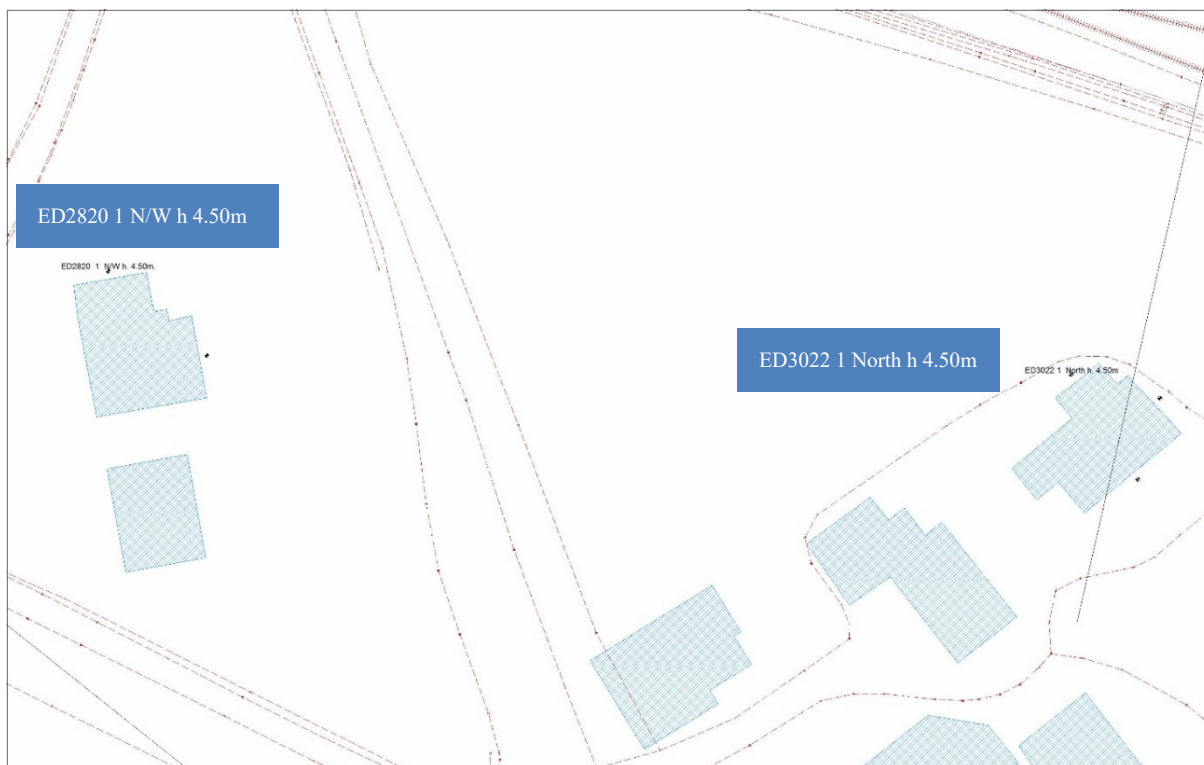 ED2820 1 N/W h 4.50m
ED2820 1 N/W h. 4.50m.
ED3022 1 North h 4.50m
ED3022 1 North h. 4.50m